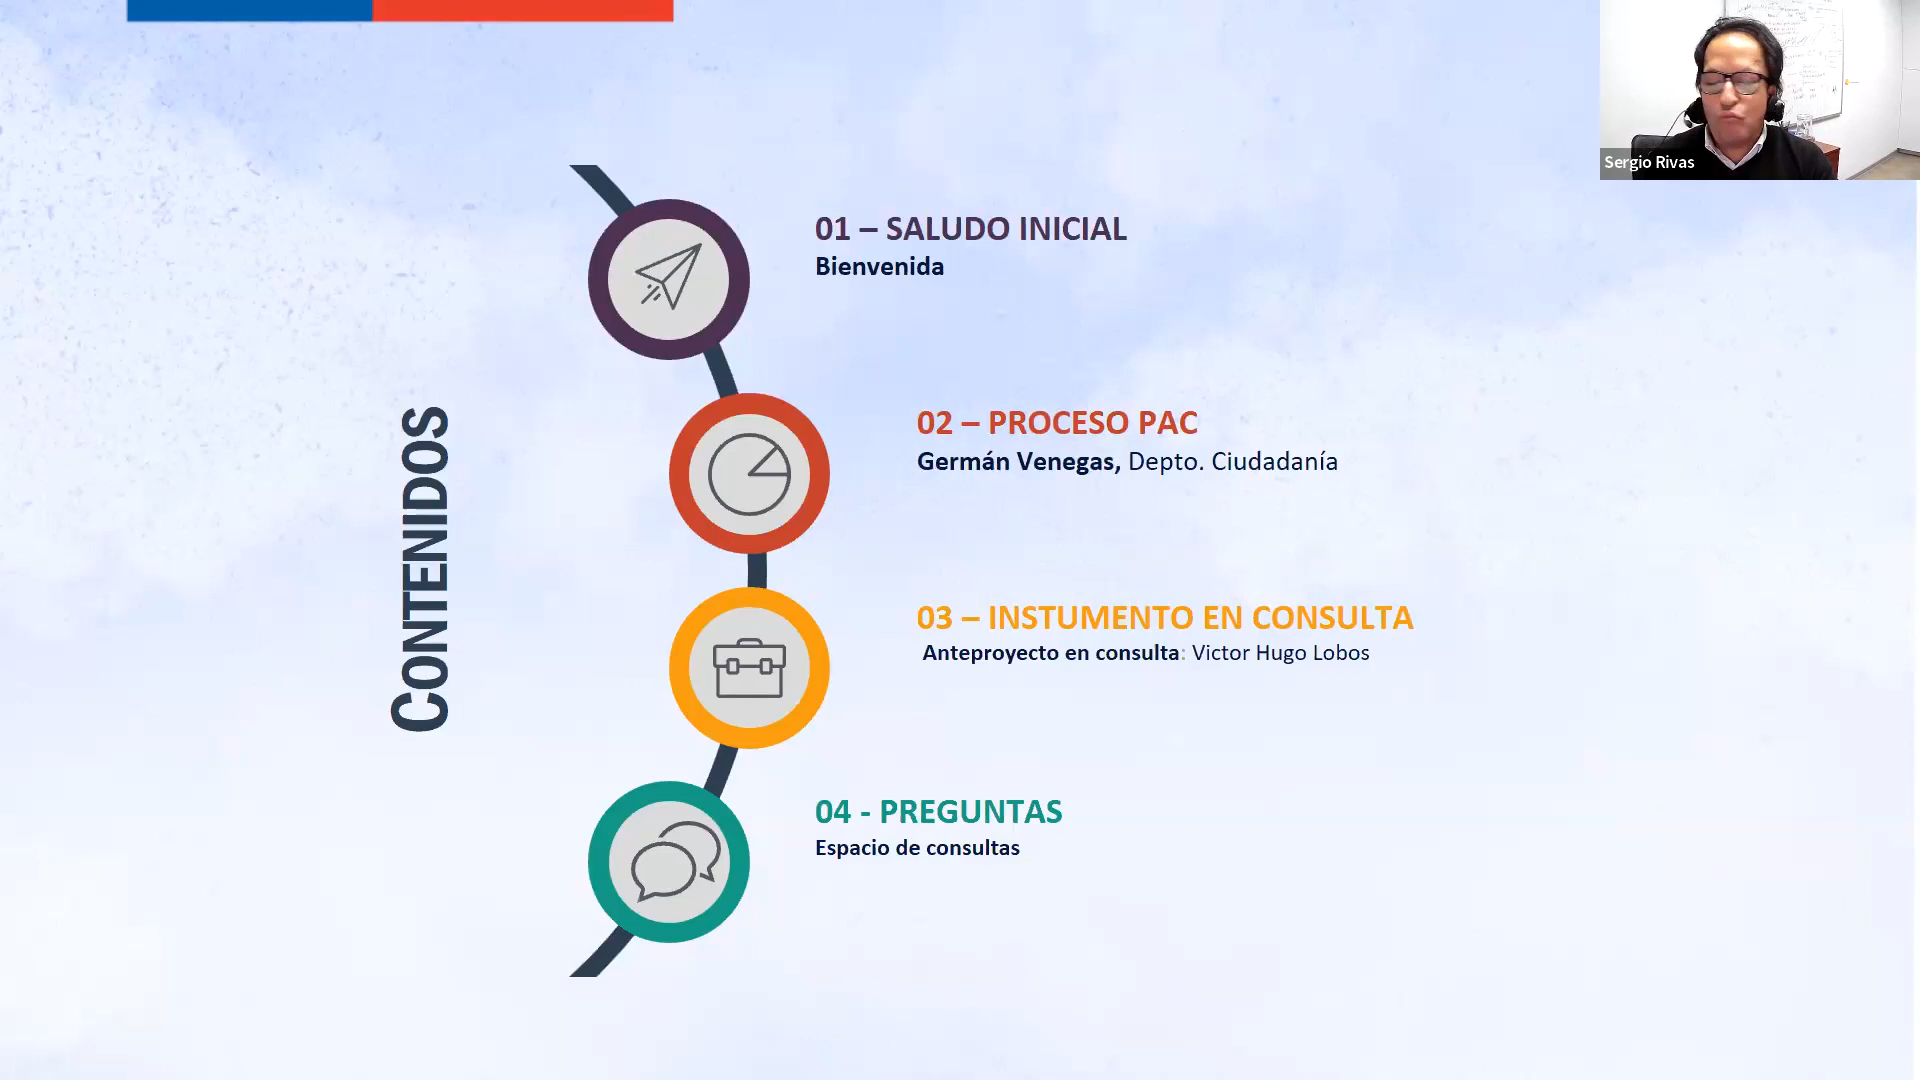 Sergio Rivas
CONTENIDOS
01 – SALUDO INICIAL
Bienvenida
02 – PROCESO PAC
Germán Venegas, Depto. Ciudadanía
03 – INSTUMENTO EN CONSULTA
Anteproyecto en consulta: Victor Hugo Lobos
04 - PREGUNTAS
Espacio de consultas